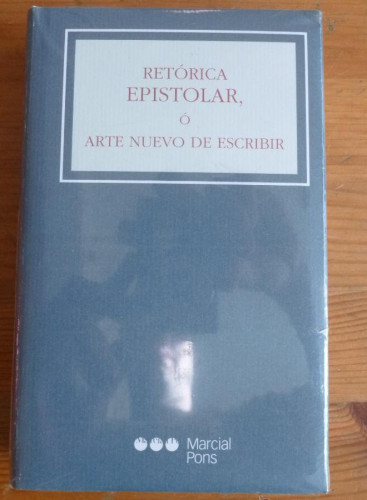 RETÓRICA
EPISTOLAR,
Ó
ARTE NUEVO DE ESCRIBIR
Marcial
Pons